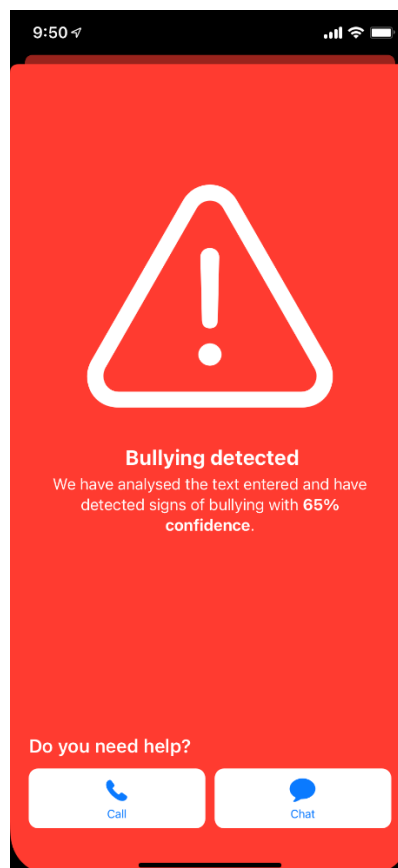 9:50
Bullying detected
We have analysed the text entered and have
detected signs of bullying with 65%
confidence.
Do you need help?
Call
Chat